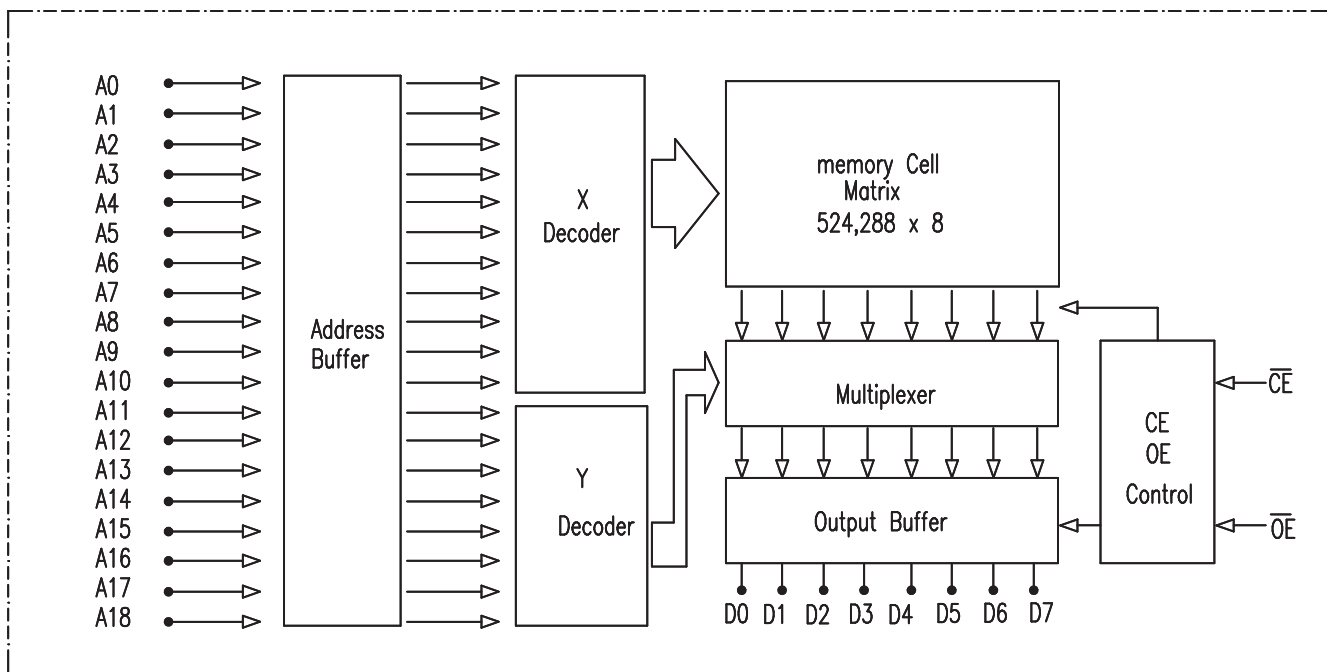 A0
A1
A2
A3
A4
A5
A6
A7
A8
A9
A10
A11
A12
A13
A14
A15
A16
A17
A18
Address
Buffer
X
Decoder
Y
Decoder
memory Cell
Matrix
524,288 x 8
Multiplexer
Output Buffer
D0 D1 D2 D3 D4 D5 D6 D7
CE
OE
Control
C̅E̅
O̅E̅